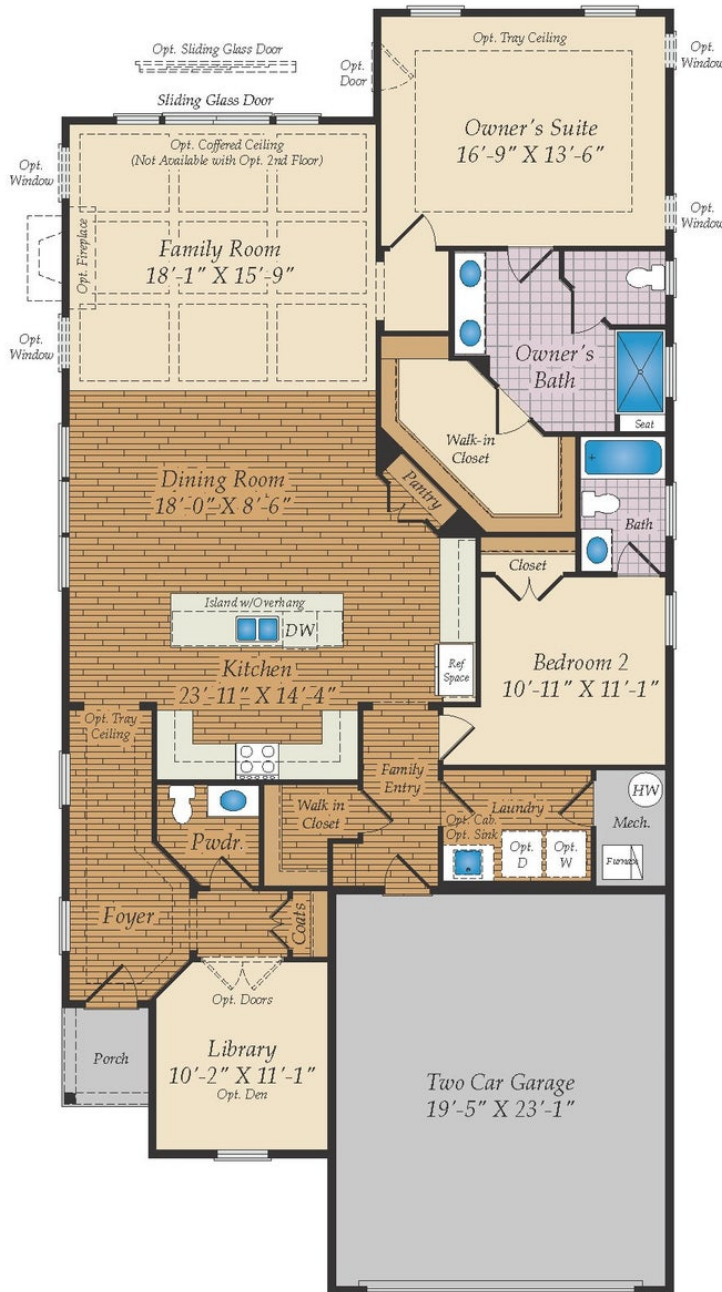 Opt. Sliding Glass Door
Sliding Glass Door
Opt.
Door
Opt. Tray Ceiling
Opt.
Window
Owner's Suite
16'-9" X 13'-6"
Opt.
Window
Opt. Coffered Ceiling
(Not Available with Opt. 2nd Floor)
Opt.
Window
Opt. Fireplace
Family Room
18'-1" X 15'-9"
Opt.
Window
Owner's
Bath
Seat
Walk-in
Closet
Pantry
Dining Room
18'-0" X 8'-6"
Bath
Closet
Island w/Overhang
DW
Kitchen
23'-11" X 14'-4"
Ref
Space
Bedroom 2
10'-11" X 11'-1"
Opt. Tray
Ceiling
Family
Entry
Walk in
Closet
Pwdr.
Laundry
Opt. Cab.
Opt. Sink
Opt.
D
Opt.
W
HW
Mech.
Furnace
Foyer
Coats
Opt. Doors
Porch
Library
10'-2" X 11'-1"
Opt. Den
Two Car Garage
19'-5" X 23'-1"